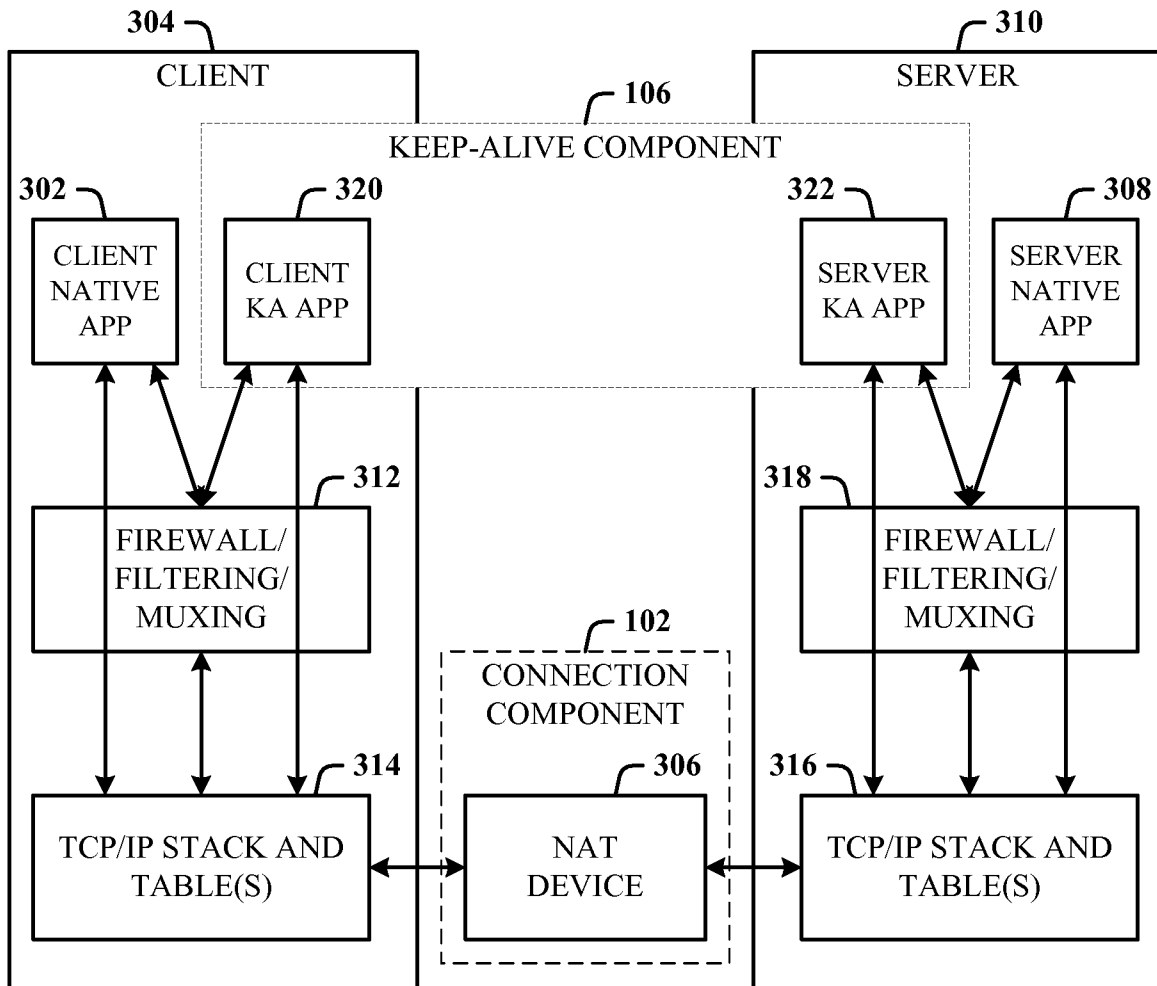 304
310
CLIENT
SERVER
106
KEEP-ALIVE COMPONENT
302
320
322
308
CLIENT
NATIVE
APP
CLIENT
KA APP
SERVER
KA APP
SERVER
NATIVE
APP
312
318
FIREWALL/
FILTERING/
MUXING
FIREWALL/
FILTERING/
MUXING
102
CONNECTION
COMPONENT
314
306
316
TCP/IP STACK AND
TABLE(S)
NAT
DEVICE
TCP/IP STACK AND
TABLE(S)